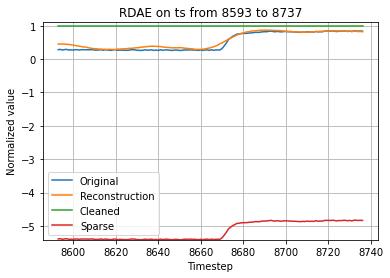 RDAE on ts from 8593 to 8737
1
0
−1
−2
−3
−4
−5
Normalized value
Original
Reconstruction
Cleaned
Sparse
8600 8620 8640 8660 8680 8700 8720 8740
Timestep